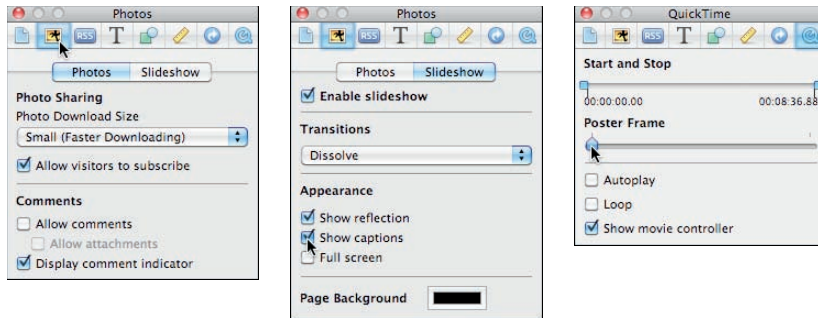 Photos
RSS T
Photos Slideshow
Photo Sharing
Photo Download Size
Small (Faster Downloading)
Allow visitors to subscribe
Comments
Allow comments
Allow attachments
Display comment indicator
Photos
RSS T
Photos Slideshow
Enable slideshow
Transitions
Dissolve
Appearance
Show reflection
Show captions
Full screen
Page Background
QuickTime
RSS T
Start and Stop
00:00:00.00 00:08:36.88
Poster Frame
Autoplay
Loop
Show movie controller